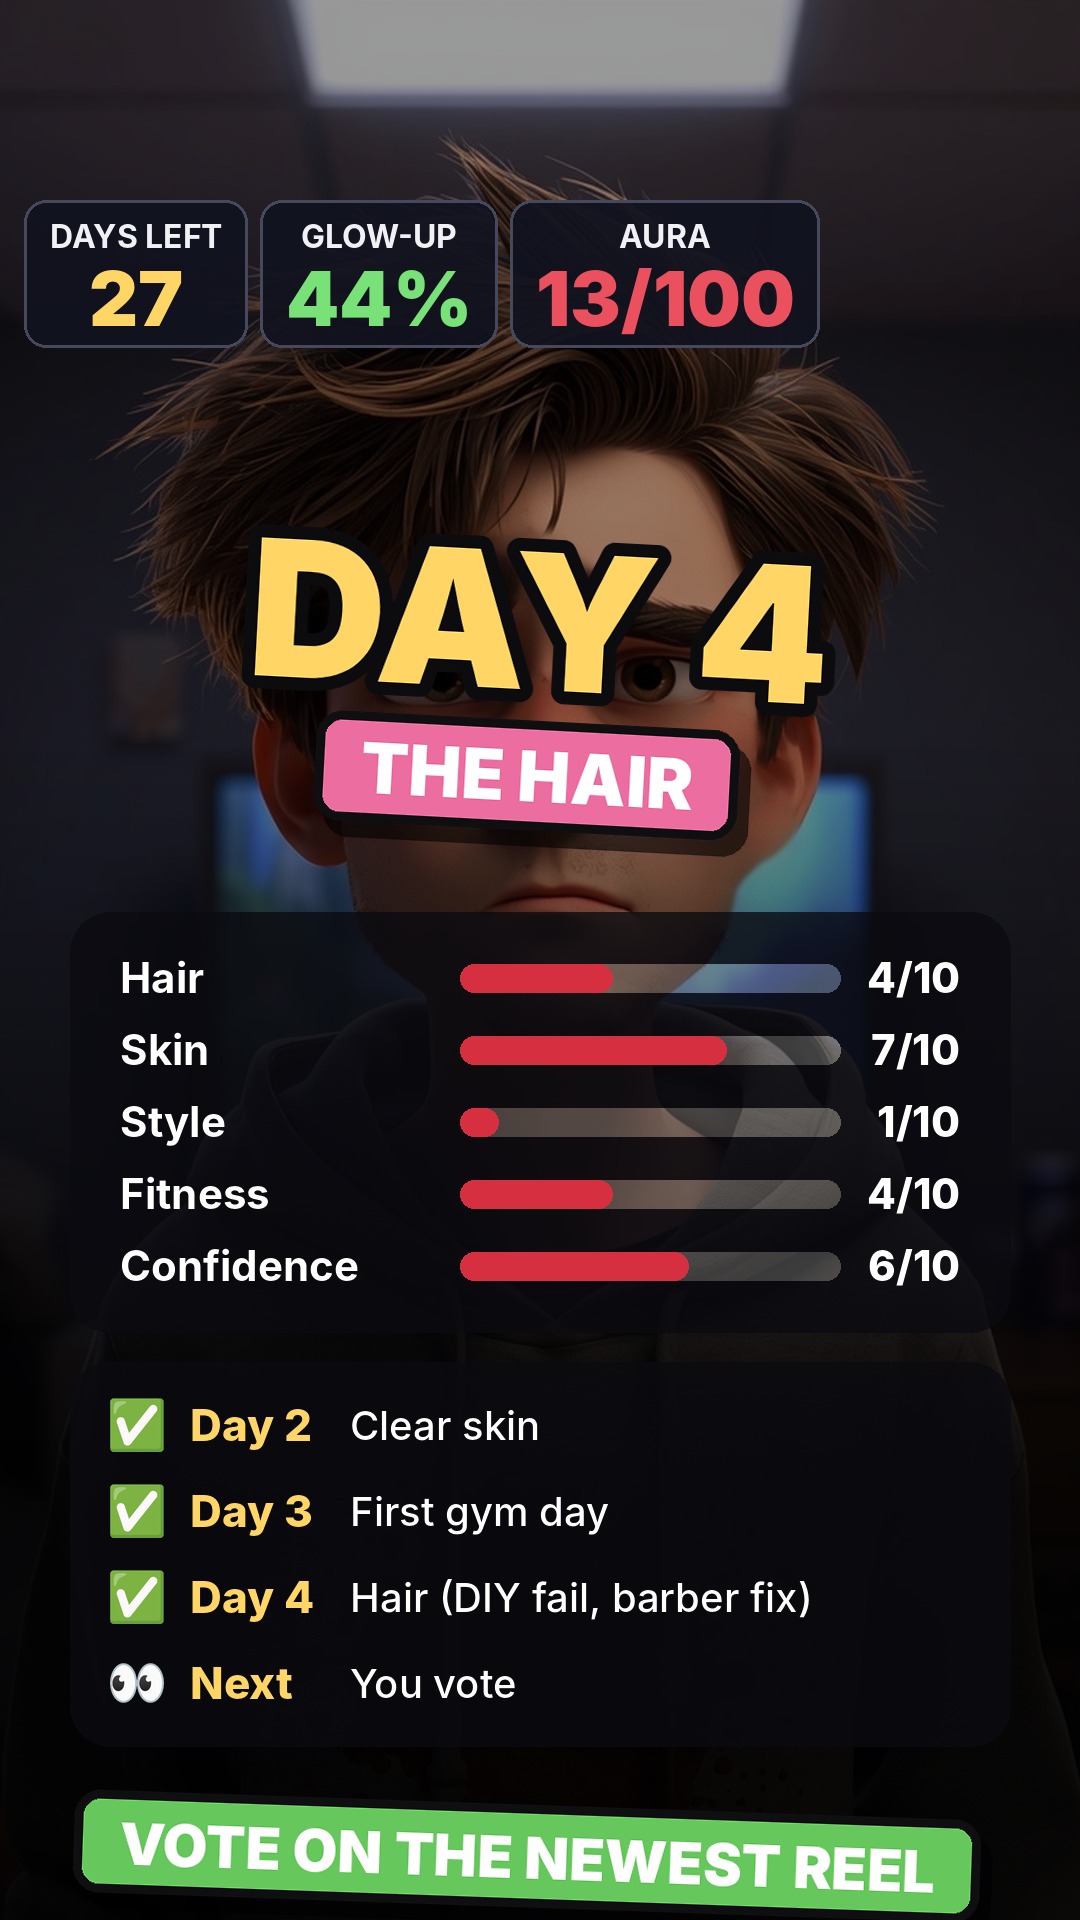 DAYS LEFT GLOW-UP AURA
27 44% 13/100
DAY 4
THE HAIR
Hair 4/10
Skin 7/10
Style 1/10
Fitness 4/10
Confidence 6/10
✅ Day 2 Clear skin
✅ Day 3 First gym day
✅ Day 4 Hair (DIY fail, barber fix)
👀 Next You vote
VOTE ON THE NEWEST REEL